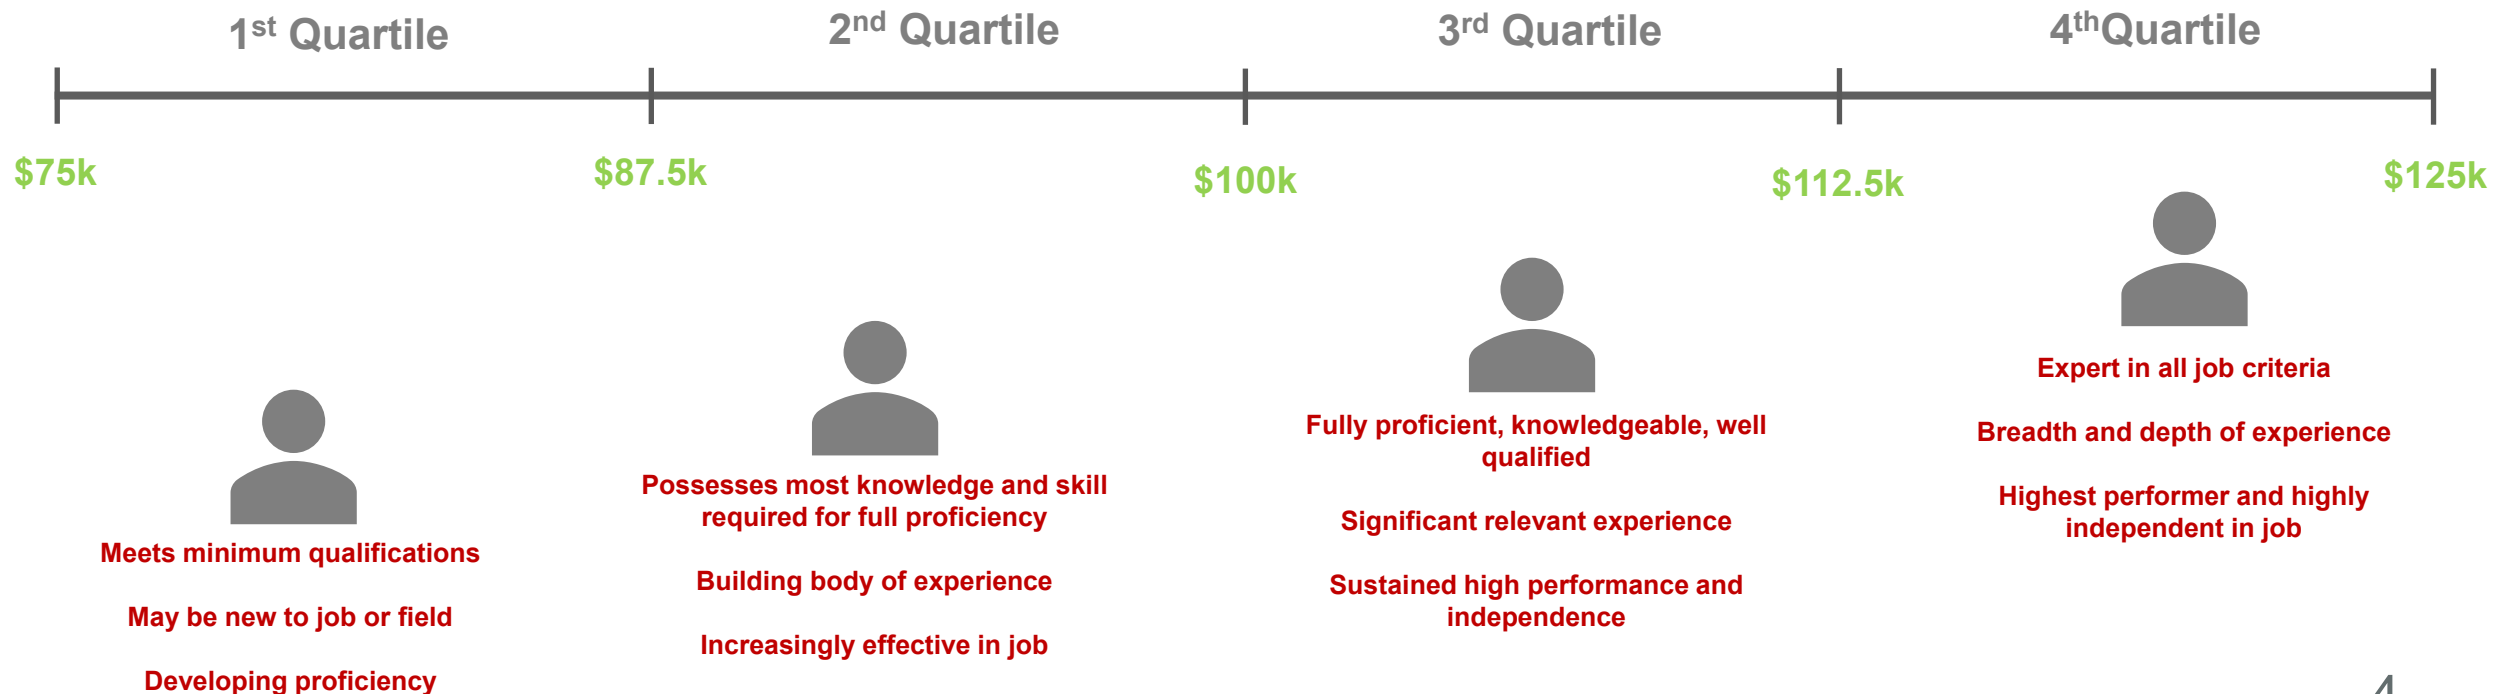 1st Quartile
2nd Quartile
3rd Quartile
4thQuartile
$75k
$87.5k
$100k
$112.5k
$125k
Meets minimum qualifications
May be new to job or field
Developing proficiency
Possesses most knowledge and skill
required for full proficiency
Building body of experience
Increasingly effective in job
Fully proficient, knowledgeable, well
qualified
Significant relevant experience
Sustained high performance and
independence
Expert in all job criteria
Breadth and depth of experience
Highest performer and highly
independent in job
4